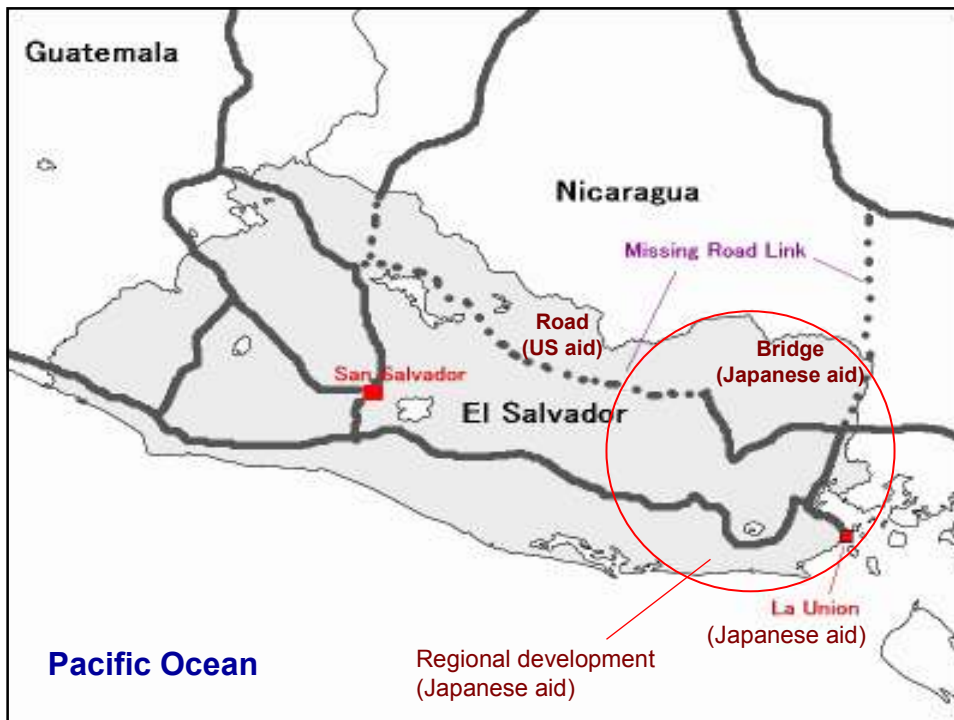 Guatemala
Nicaragua
Missing Road Link
Road
(US aid)
Bridge
(Japanese aid)
San Salvador
El Salvador
La Union
(Japanese aid)
Regional development
(Japanese aid)
Pacific Ocean